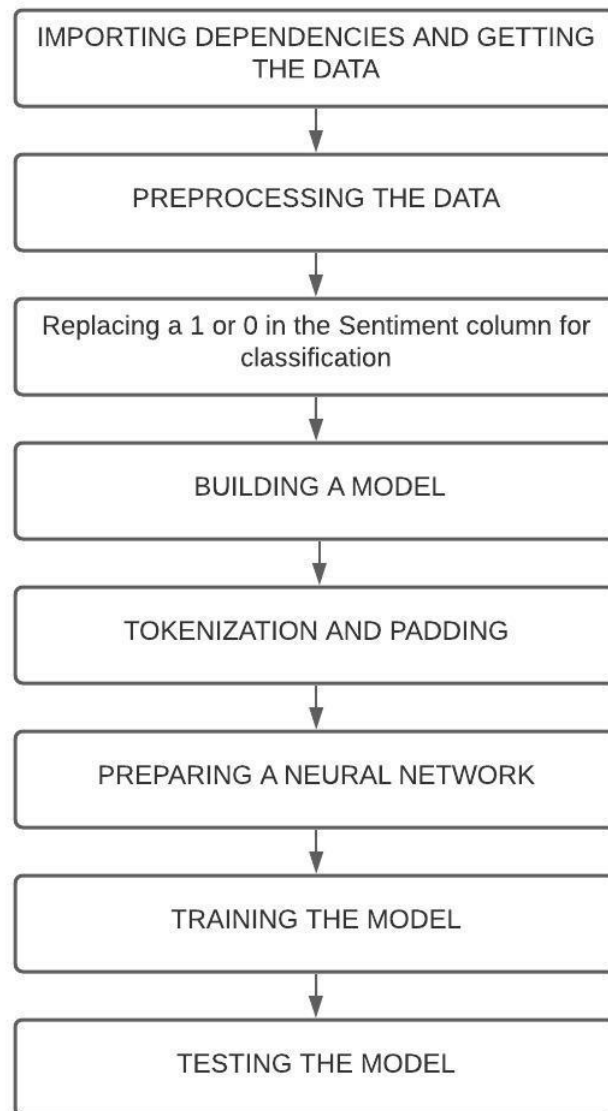 IMPORTING DEPENDENCIES AND GETTING
THE DATA
PREPROCESSING THE DATA
Replacing a 1 or 0 in the Sentiment column for
classification
BUILDING A MODEL
TOKENIZATION AND PADDING
PREPARING A NEURAL NETWORK
TRAINING THE MODEL
TESTING THE MODEL